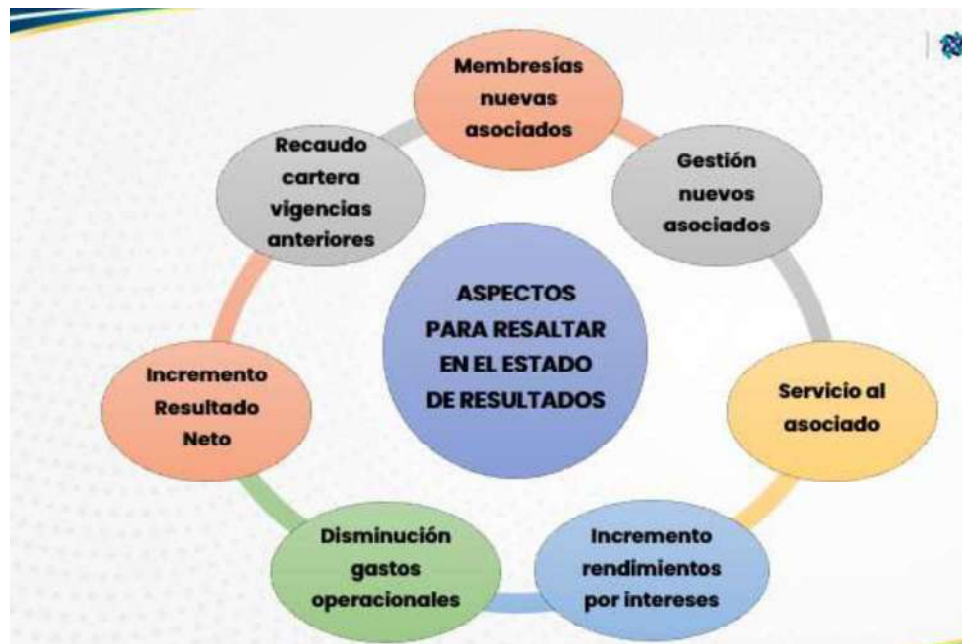 Membresías
nuevas
asociados
Gestión
nuevos
asociados
Servicio al
asociado
Incremento
rendimientos
por intereses
Disminución
gastos
operacionales
Incremento
Resultado
Neto
Recaudo
cartera
vigencias
anteriores
ASPECTOS
PARA RESALTAR
EN EL ESTADO
DE RESULTADOS